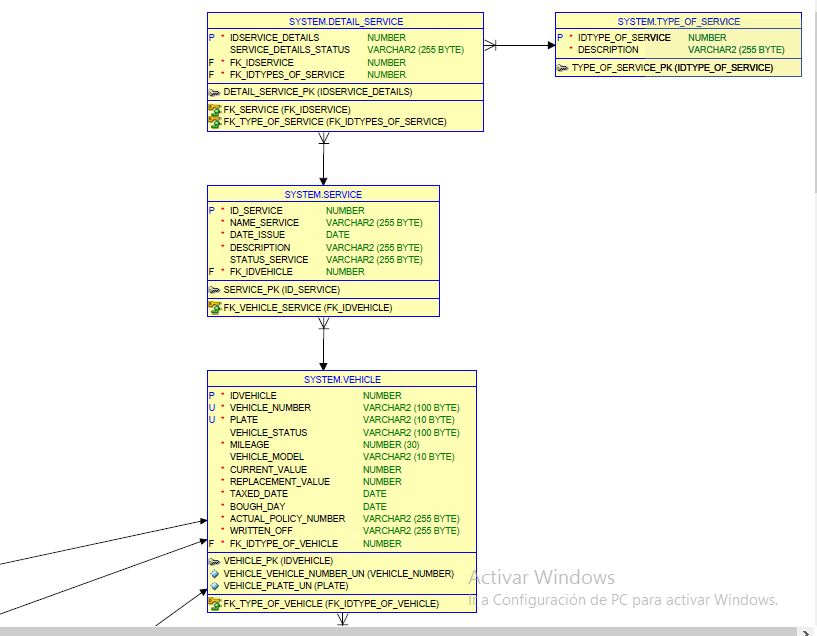 SYSTEM.DETAIL_SERVICE
P * IDSERVICE_DETAILS NUMBER
SERVICE_DETAILS_STATUS VARCHAR2 (255 BYTE)
F * FK_IDSERVICE NUMBER
F * FK_IDTYPES_OF_SERVICE NUMBER
DETAIL_SERVICE_PK (IDSERVICE_DETAILS)
FK_SERVICE (FK_IDSERVICE)
FK_TYPE_OF_SERVICE (FK_IDTYPES_OF_SERVICE)
SYSTEM.TYPE_OF_SERVICE
P * IDTYPE_OF_SERVICE NUMBER
* DESCRIPTION VARCHAR2 (255 BYTE)
TYPE_OF_SERVICE_PK (IDTYPE_OF_SERVICE)
SYSTEM.SERVICE
P * ID_SERVICE NUMBER
* NAME_SERVICE VARCHAR2 (255 BYTE)
* DATE_ISSUE DATE
* DESCRIPTION VARCHAR2 (255 BYTE)
STATUS_SERVICE VARCHAR2 (255 BYTE)
F * FK_IDVEHICLE NUMBER
SERVICE_PK (ID_SERVICE)
FK_VEHICLE_SERVICE (FK_IDVEHICLE)
SYSTEM.VEHICLE
P * IDVEHICLE NUMBER
U * VEHICLE_NUMBER VARCHAR2 (100 BYTE)
U * PLATE VARCHAR2 (10 BYTE)
VEHICLE_STATUS VARCHAR2 (100 BYTE)
* MILEAGE NUMBER (30)
VEHICLE_MODEL VARCHAR2 (10 BYTE)
* CURRENT_VALUE NUMBER
* REPLACEMENT_VALUE NUMBER
* TAXED_DATE DATE
* BOUGH_DAY DATE
* ACTUAL_POLICY_NUMBER VARCHAR2 (255 BYTE)
* WRITTEN_OFF VARCHAR2 (255 BYTE)
F * FK_IDTYPE_OF_VEHICLE NUMBER
VEHICLE_PK (IDVEHICLE)
VEHICLE_VEHICLE_NUMBER_UN (VEHICLE_NUMBER)
VEHICLE_PLATE_UN (PLATE)
FK_TYPE_OF_VEHICLE (FK_IDTYPE_OF_VEHICLE)
Activar Windows
Ir a Configuración de PC para activar Windows.